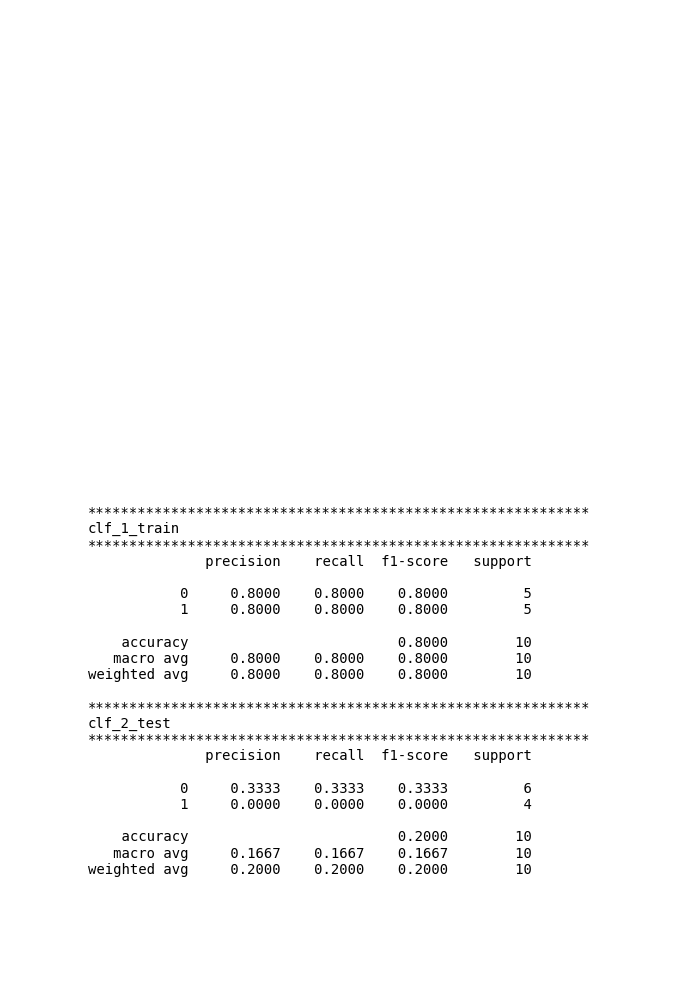 ************************************************************
clf_1_train
************************************************************
              precision    recall  f1-score   support

           0     0.8000    0.8000    0.8000         5
           1     0.8000    0.8000    0.8000         5

    accuracy                         0.8000        10
   macro avg     0.8000    0.8000    0.8000        10
weighted avg     0.8000    0.8000    0.8000        10

************************************************************
clf_2_test
************************************************************
              precision    recall  f1-score   support

           0     0.3333    0.3333    0.3333         6
           1     0.0000    0.0000    0.0000         4

    accuracy                         0.2000        10
   macro avg     0.1667    0.1667    0.1667        10
weighted avg     0.2000    0.2000    0.2000        10